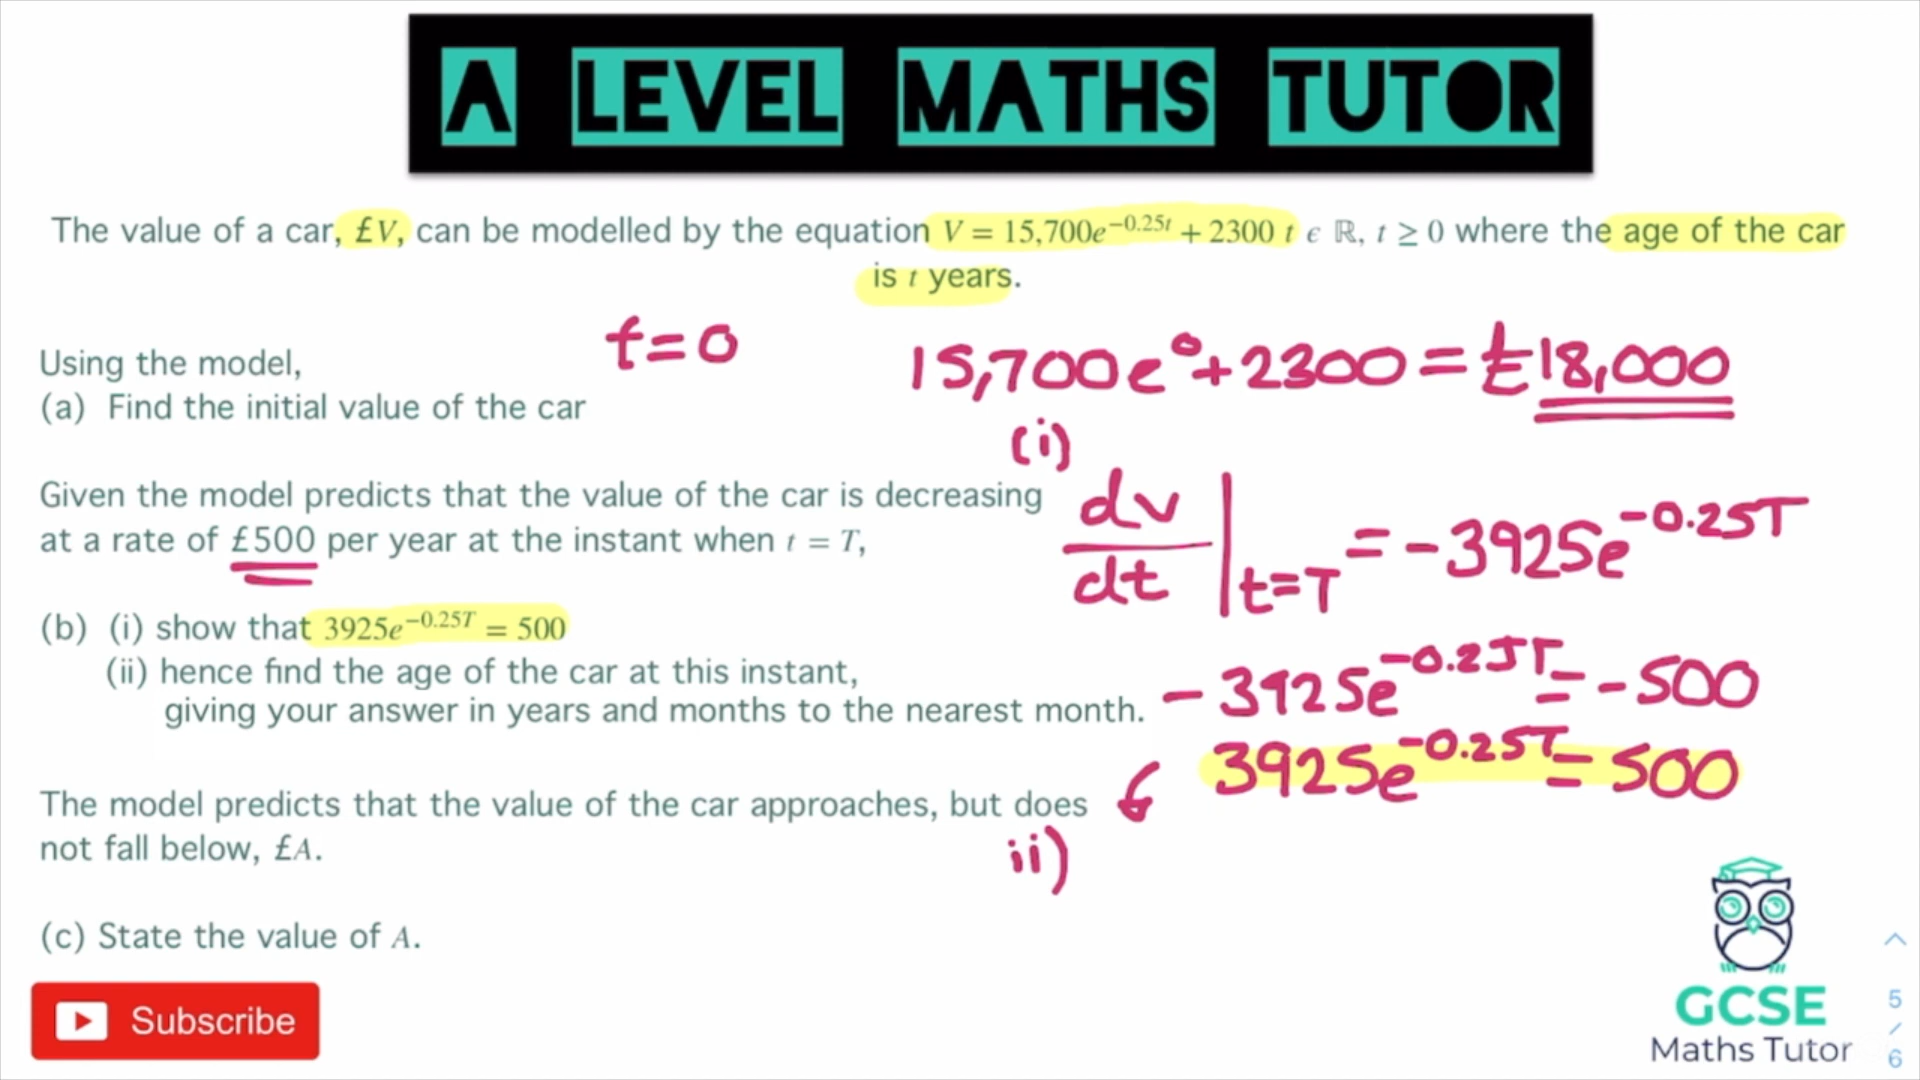 A LEVEL MATHS TUTOR
The value of a car, £V, can be modelled by the equation V = 15,700e^{-0.25t} + 2300 t ϵ ℝ, t ≥ 0 where the age of the car
is t years.
t=0
15,700e^0+2300=£18,000
Using the model,
(a) Find the initial value of the car
(i)
Given the model predicts that the value of the car is decreasing
at a rate of £500 per year at the instant when t = T,
dv/dt |t=T = -3925e^{-0.25T}
(b) (i) show that 3925e^{-0.25T} = 500
(ii) hence find the age of the car at this instant,
giving your answer in years and months to the nearest month.
-3925e^{-0.25T}=-500
3925e^{-0.25T}=500
The model predicts that the value of the car approaches, but does
not fall below, £A.
ii)
(c) State the value of A.
Subscribe
GCSE
Maths Tutor
5
/
6